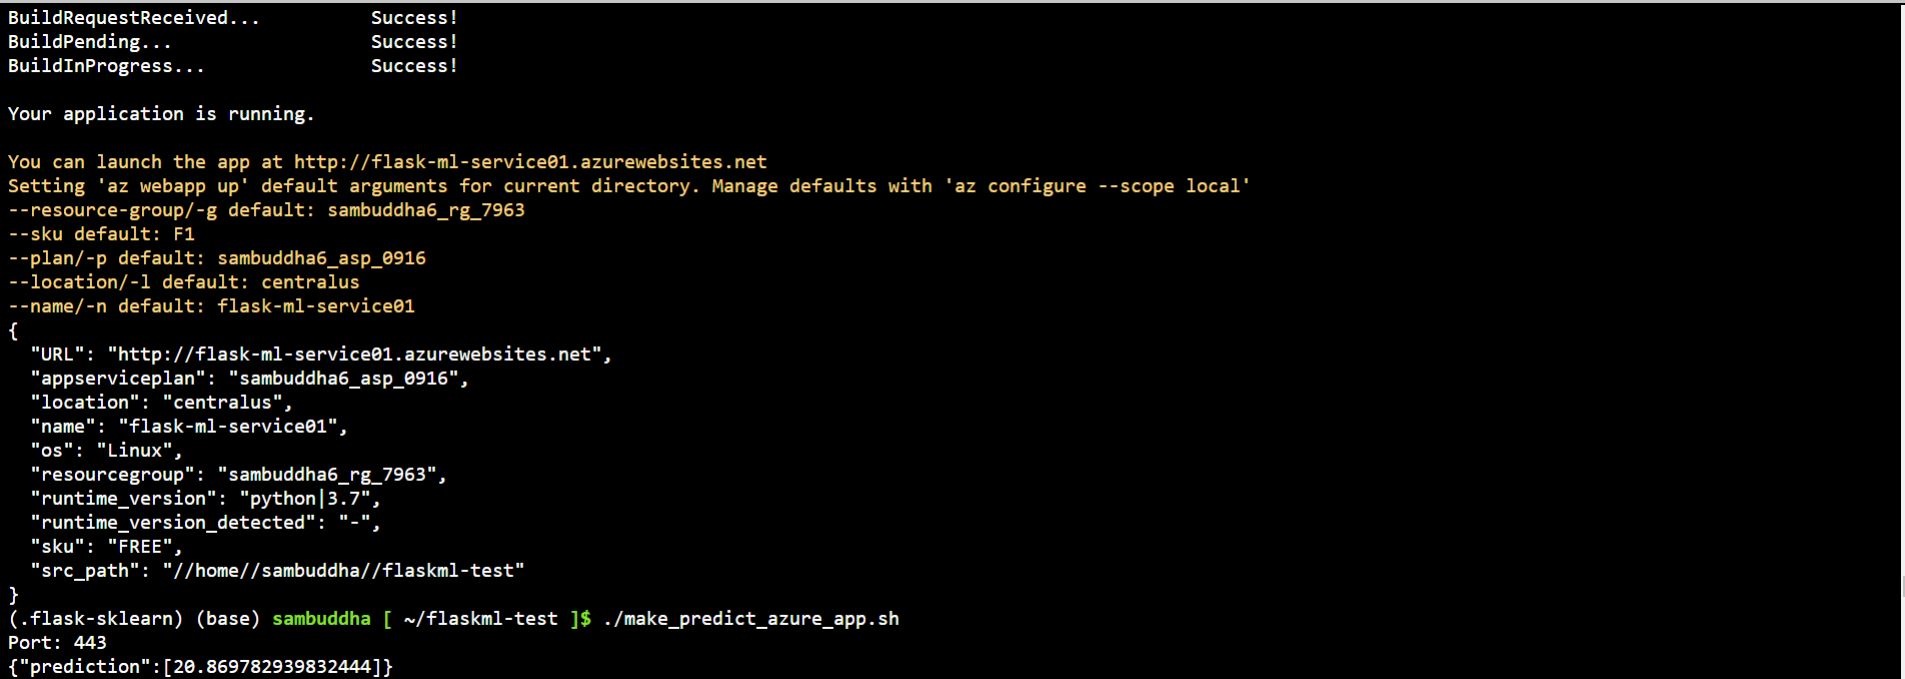 BuildRequestReceived...          Success!
BuildPending...                  Success!
BuildInProgress...               Success!
Your application is running.
You can launch the app at http://flask-ml-service01.azurewebsites.net
Setting 'az webapp up' default arguments for current directory. Manage defaults with 'az configure --scope local'
--resource-group/-g default: sambuddha6_rg_7963
--sku default: F1
--plan/-p default: sambuddha6_asp_0916
--location/-l default: centralus
--name/-n default: flask-ml-service01
{
  "URL": "http://flask-ml-service01.azurewebsites.net",
  "appserviceplan": "sambuddha6_asp_0916",
  "location": "centralus",
  "name": "flask-ml-service01",
  "os": "Linux",
  "resourcegroup": "sambuddha6_rg_7963",
  "runtime_version": "python|3.7",
  "runtime_version_detected": "-",
  "sku": "FREE",
  "src_path": "//home//sambuddha//flaskml-test"
}
(.flask-sklearn) (base) sambuddha [ ~/flaskml-test ]$ ./make_predict_azure_app.sh
Port: 443
{"prediction":[20.869782939832444]}